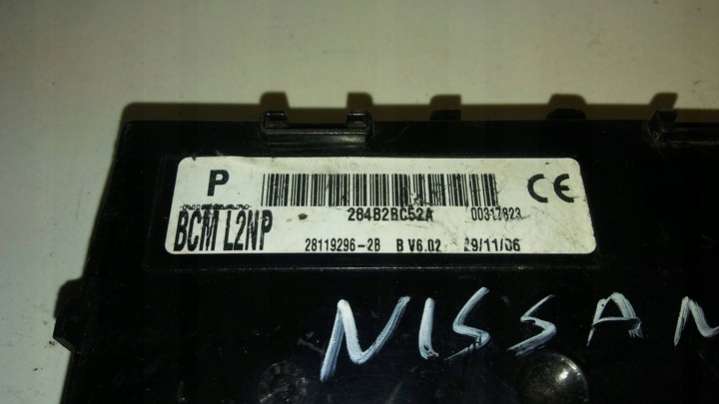 P
284B2BC52A 00317823 CE
BCM L2NP
28119296-2B B V6.02 29/11/06
NISSAN